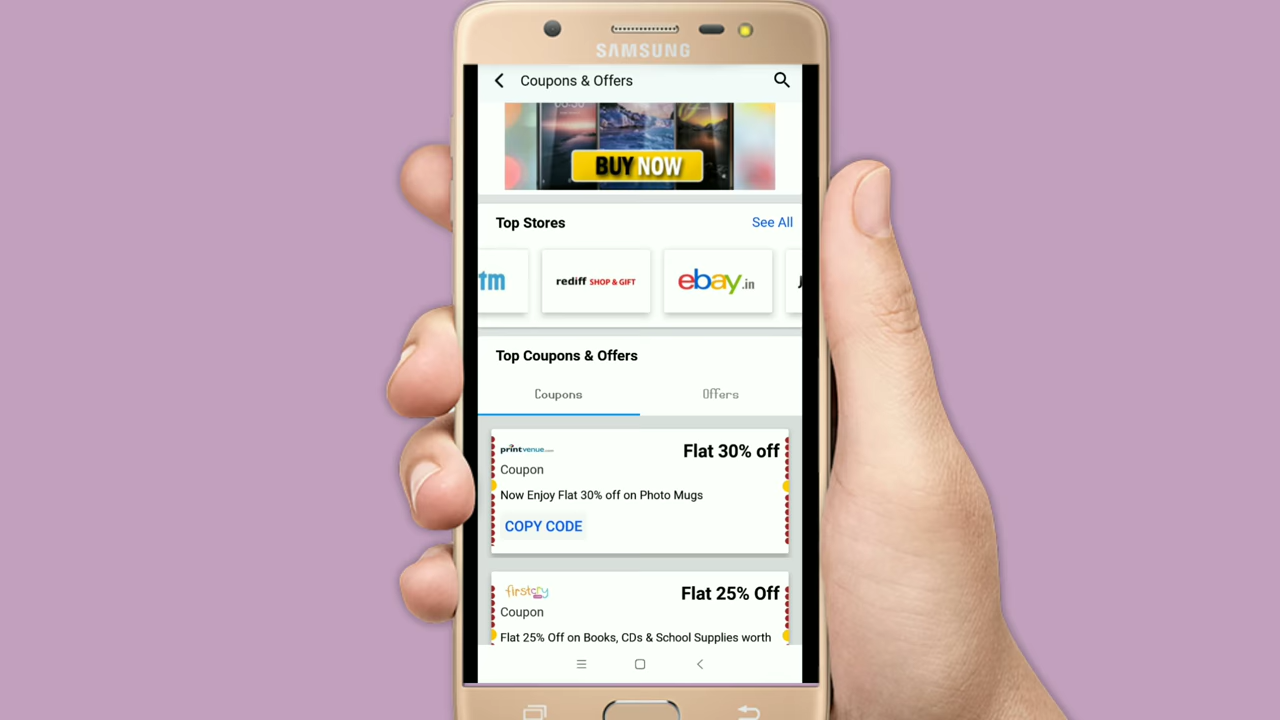 SAMSUNG
Coupons & Offers
BUY NOW
Top Stores
See All
tm
rediff SHOP & GIFT
ebay.in
Top Coupons & Offers
Coupons
Offers
printvenue.com
Flat 30% off
Coupon
Now Enjoy Flat 30% off on Photo Mugs
COPY CODE
firstcry
Flat 25% Off
Coupon
Flat 25% Off on Books, CDs & School Supplies worth